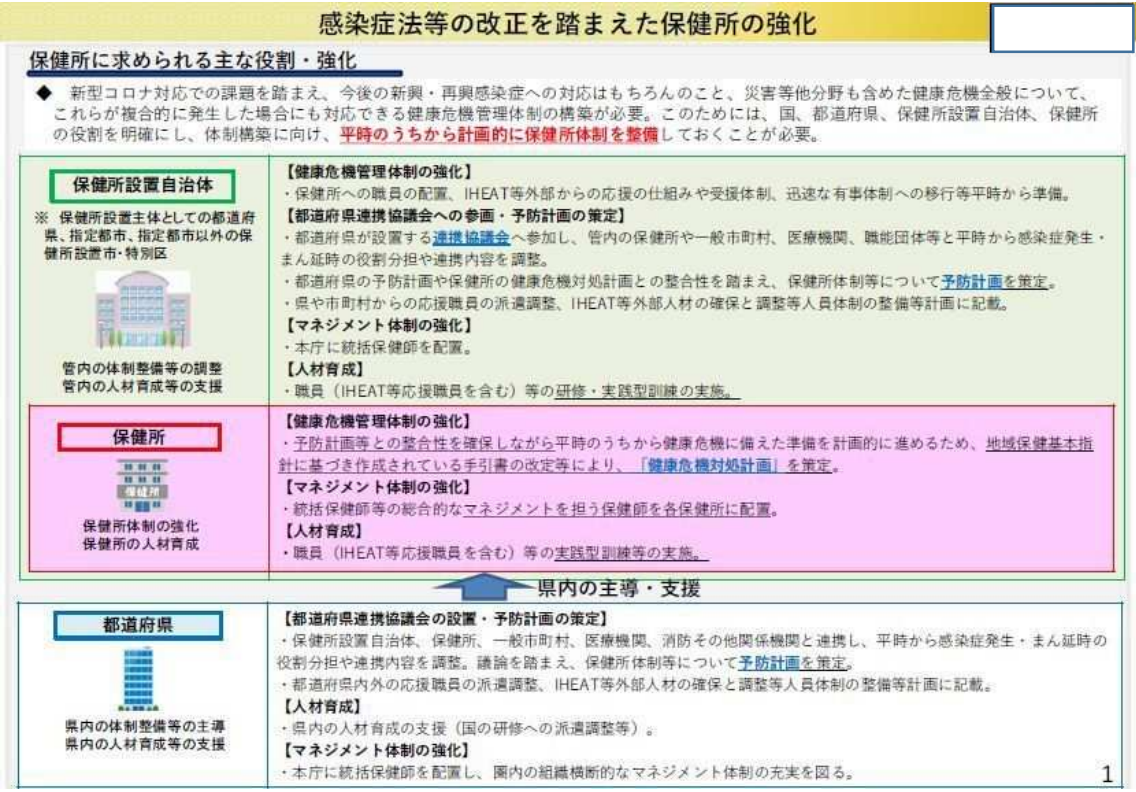 感染症法等の改正を踏まえた保健所の強化
保健所に求められる主な役割・強化
◆ 新型コロナ対応での課題を踏まえ、今後の新興・再興感染症への対応はもちろんのこと、災害等他分野も含めた健康危機全般について、
これらが複合的に発生した場合にも対応できる健康危機管理体制の構築が必要。このためには、国、都道府県、保健所設置自治体、保健所
の役割を明確にし、体制構築に向け、平時のうちから計画的に保健所体制を整備しておくことが必要。
保健所設置自治体
※ 保健所設置主体としての都道府
県、指定都市、指定都市以外の保
健所設置市・特別区
管内の体制整備等の調整
管内の人材育成等の支援
【健康危機管理体制の強化】
・保健所への職員の配置、IHEAT等外部からの応援の仕組みや受援体制、迅速な有事体制への移行等平時から準備。
【都道府県連携協議会への参画・予防計画の策定】
・都道府県が設置する連携協議会へ参加し、管内の保健所や一般市町村、医療機関、職能団体等と平時から感染症発生・
まん延時の役割分担や連携内容を調整。
・都道府県の予防計画や保健所の健康危機対処計画との整合性を踏まえ、保健所体制等について予防計画を策定。
・県や市町村からの応援職員の派遣調整、IHEAT等外部人材の確保と調整等人員体制の整備等計画に記載。
【マネジメント体制の強化】
・本庁に統括保健師を配置。
【人材育成】
・職員（IHEAT等応援職員を含む）等の研修・実践型訓練の実施。
保健所
保健所
保健所体制の強化
保健所の人材育成
【健康危機管理体制の強化】
・予防計画等との整合性を確保しながら平時のうちから健康危機に備えた準備を計画的に進めるため、地域保健基本指
針に基づき作成されている手引書の改定等により、「健康危機対処計画」を策定。
【マネジメント体制の強化】
・統括保健師等の総合的なマネジメントを担う保健師を各保健所に配置。
【人材育成】
・職員（IHEAT等応援職員を含む）等の実践型訓練等の実施。
県内の主導・支援
都道府県
県内の体制整備等の主導
県内の人材育成等の支援
【都道府県連携協議会の設置・予防計画の策定】
・保健所設置自治体、保健所、一般市町村、医療機関、消防その他関係機関と連携し、平時から感染症発生・まん延時の
役割分担や連携内容を調整。議論を踏まえ、保健所体制等について予防計画を策定。
・都道府県内外の応援職員の派遣調整、IHEAT等外部人材の確保と調整等人員体制の整備等計画に記載。
【人材育成】
・県内の人材育成の支援（国の研修への派遣調整等）。
【マネジメント体制の強化】
・本庁に統括保健師を配置し、圏内の組織横断的なマネジメント体制の充実を図る。
1